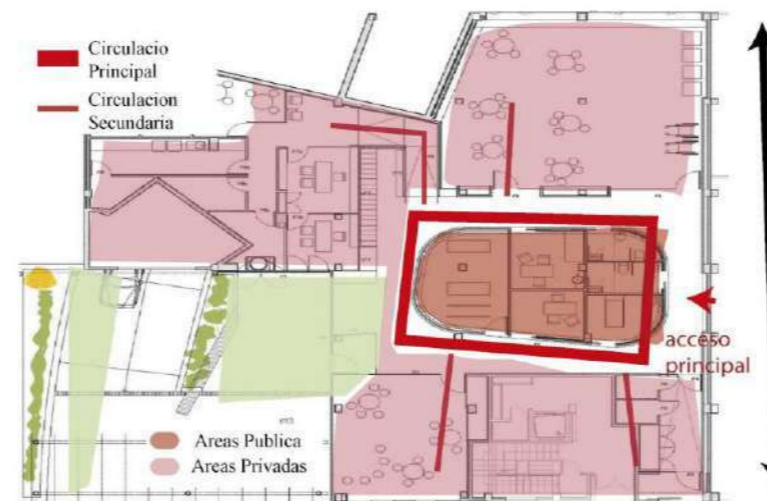 Circulacio
Principal
Circulacion
Secundaria
acceso
principal
Areas Publica
Areas Privadas